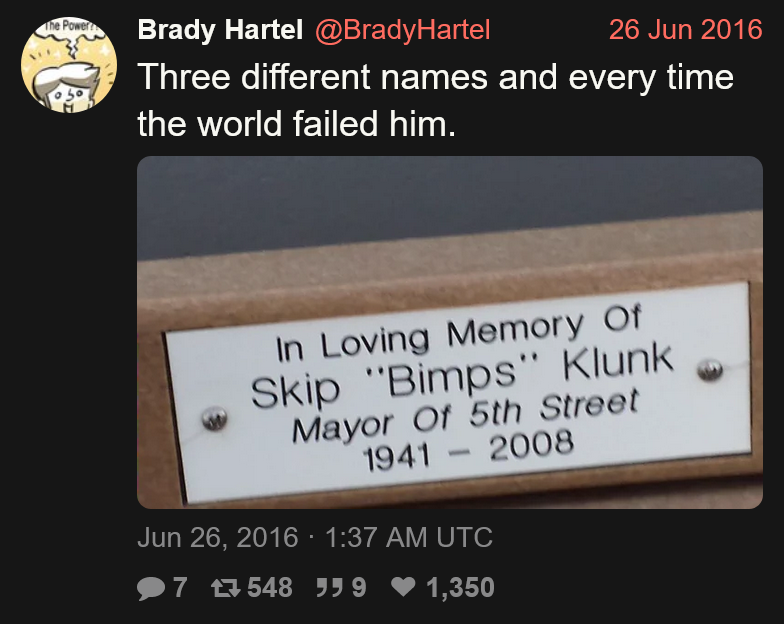 The Power?!
Brady Hartel @BradyHartel 26 Jun 2016
Three different names and every time
the world failed him.
In Loving Memory Of
Skip "Bimps" Klunk
Mayor Of 5th Street
1941 – 2008
Jun 26, 2016 · 1:37 AM UTC
7 548 9 1,350